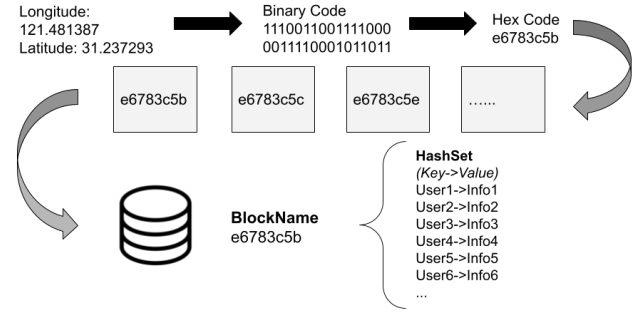 Longitude:
121.481387
Latitude: 31.237293
Binary Code
1110011001111000
0011110001011011
Hex Code
e6783c5b
e6783c5b
e6783c5c
e6783c5e
…...
BlockName
e6783c5b
HashSet
(Key->Value)
User1->Info1
User2->Info2
User3->Info3
User4->Info4
User5->Info5
User6->Info6
...